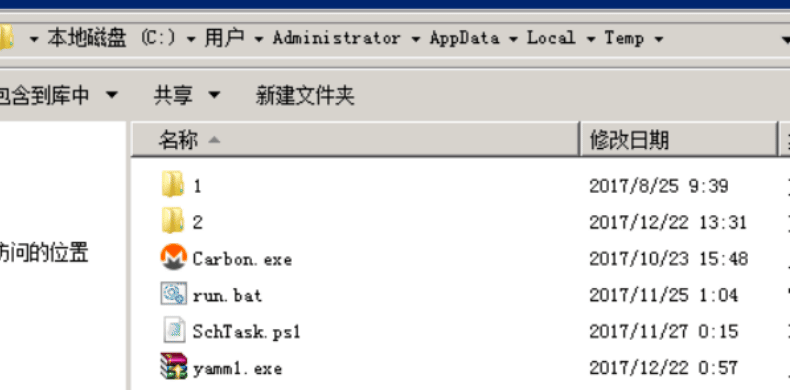 本地磁盘 (C:) 用户 Administrator AppData Local Temp
包含到库中 共享 新建文件夹
名称 修改日期
1 2017/8/25 9:39
2 2017/12/22 13:31
访问的位置
Carbon.exe 2017/10/23 15:48
run.bat 2017/11/25 1:04
SchTask.ps1 2017/11/27 0:15
yamm1.exe 2017/12/22 0:57